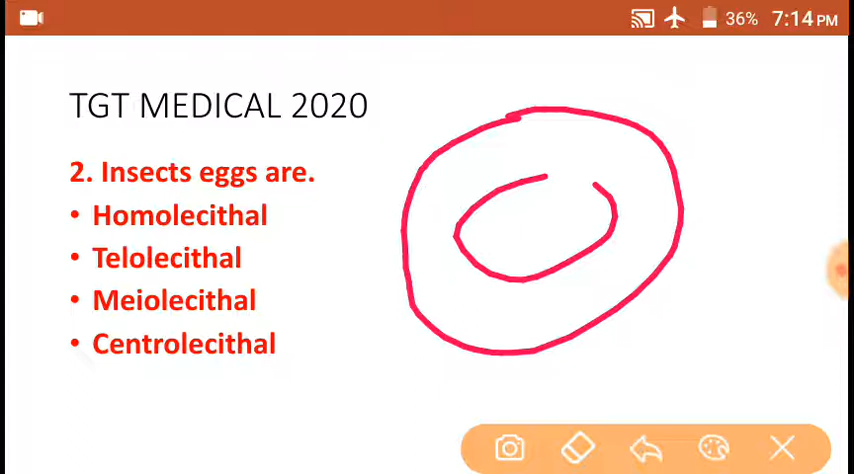 36% 7:14 PM
TGT MEDICAL 2020
2. Insects eggs are.
• Homolecithal
• Telolecithal
• Meiolecithal
• Centrolecithal